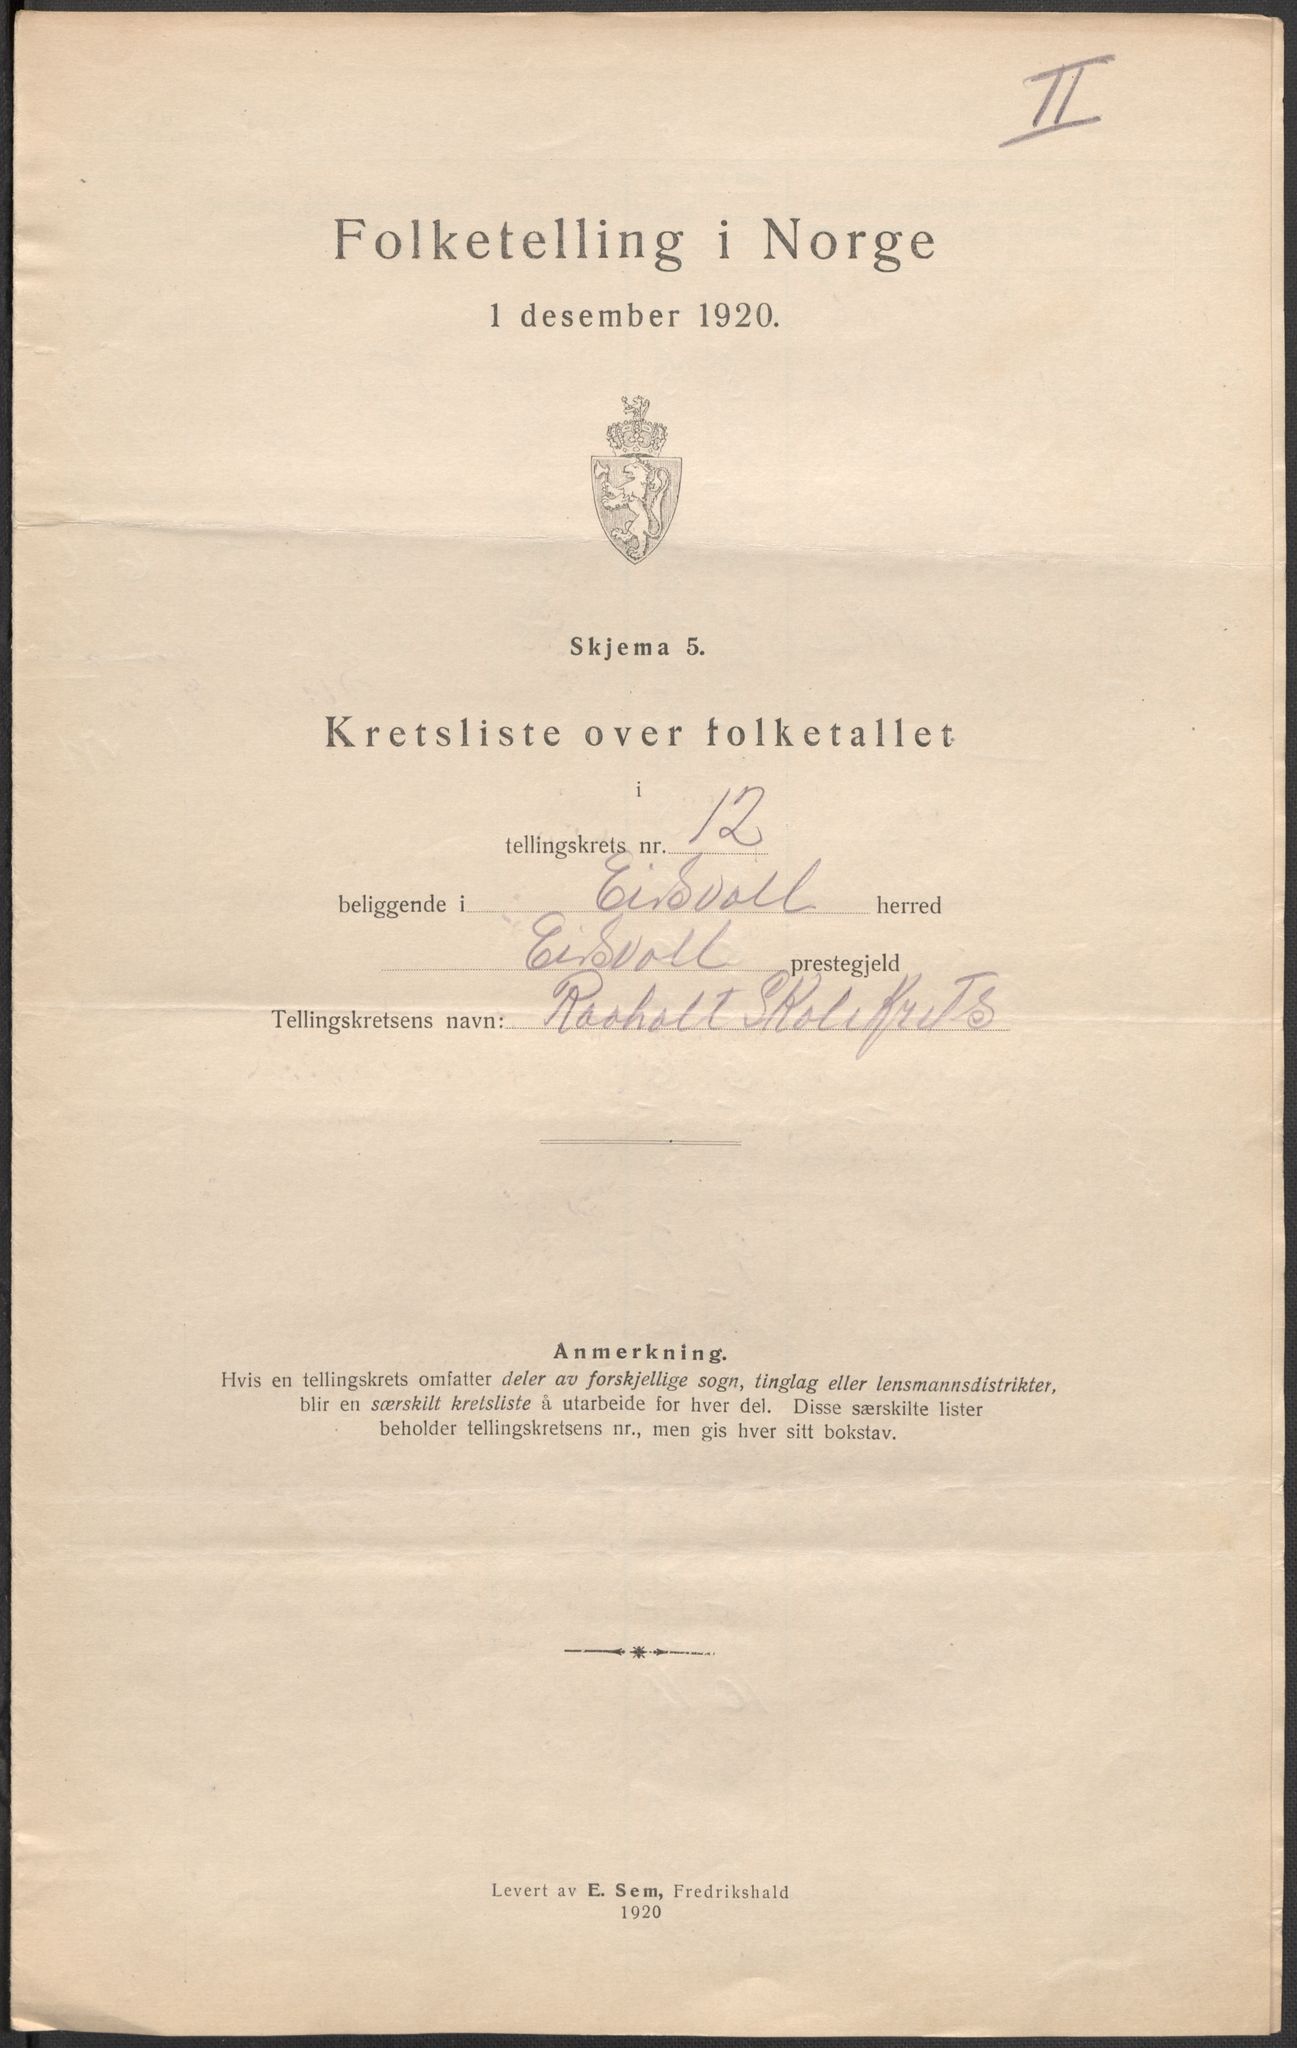 II
Folketelling i Norge
1 desember 1920.
Skjema 5.
Kretsliste over folketallet
i
tellingskrets nr. 12
beliggende i Eidsvoll herred
Eidsvoll prestegjeld
Tellingskretsens navn: Raaholt Skolekrets
Anmerkning.
Hvis en tellingskrets omfatter deler av forskjellige sogn, tinglag eller lensmannsdistrikter,
blir en særskilt kretsliste å utarbeide for hver del. Disse særskilte lister
beholder tellingskretsens nr., men gis hver sitt bokstav.
Levert av E. Sem, Fredrikshald
1920